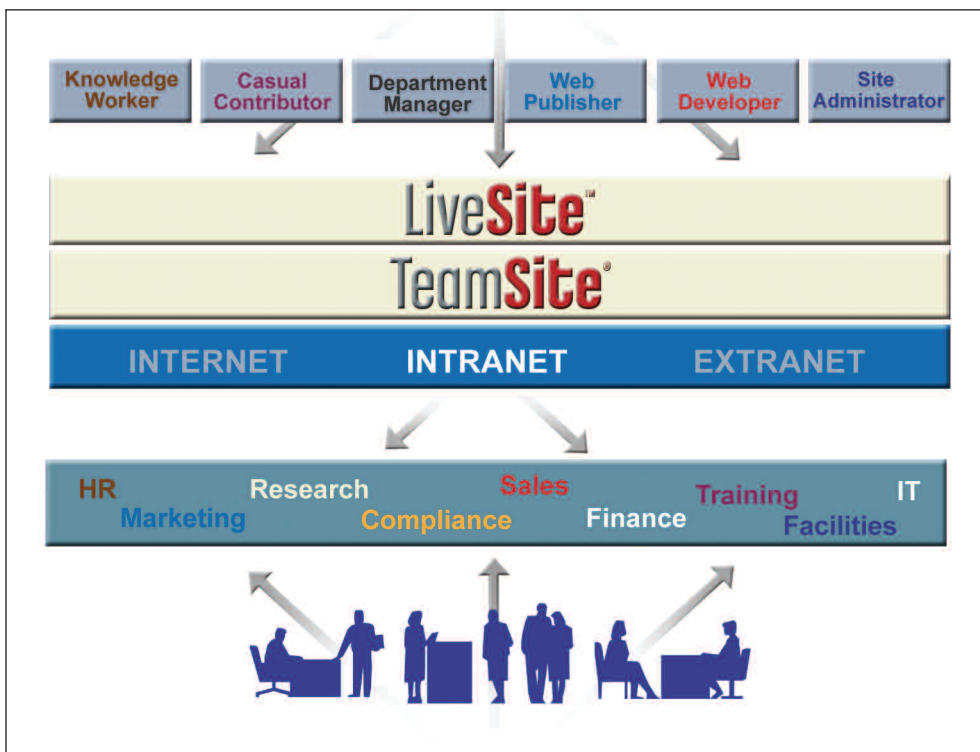 Knowledge Worker
Casual Contributor
Department Manager
Web Publisher
Web Developer
Site Administrator
LiveSite™
TeamSite®
INTERNET INTRANET EXTRANET
HR Research Sales Training IT
Marketing Compliance Finance Facilities